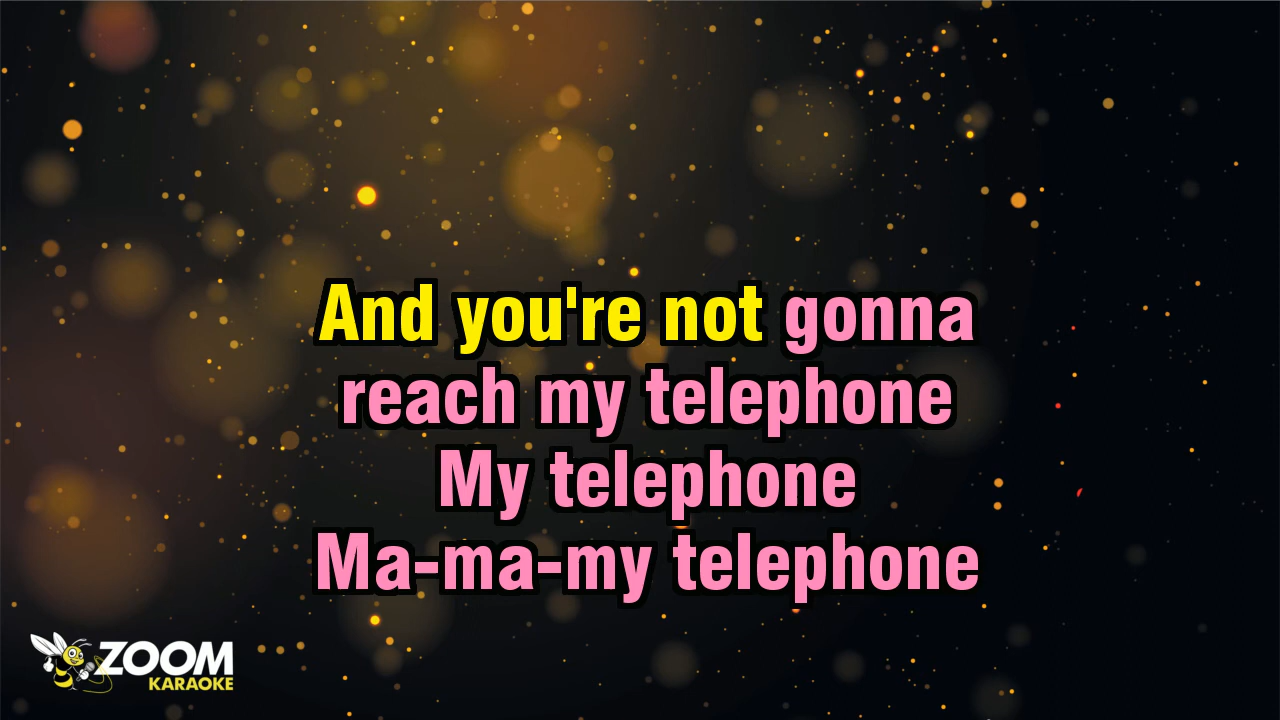 And you're not gonna
reach my telephone
My telephone
Ma-ma-my telephone
ZOOM
KARAOKE